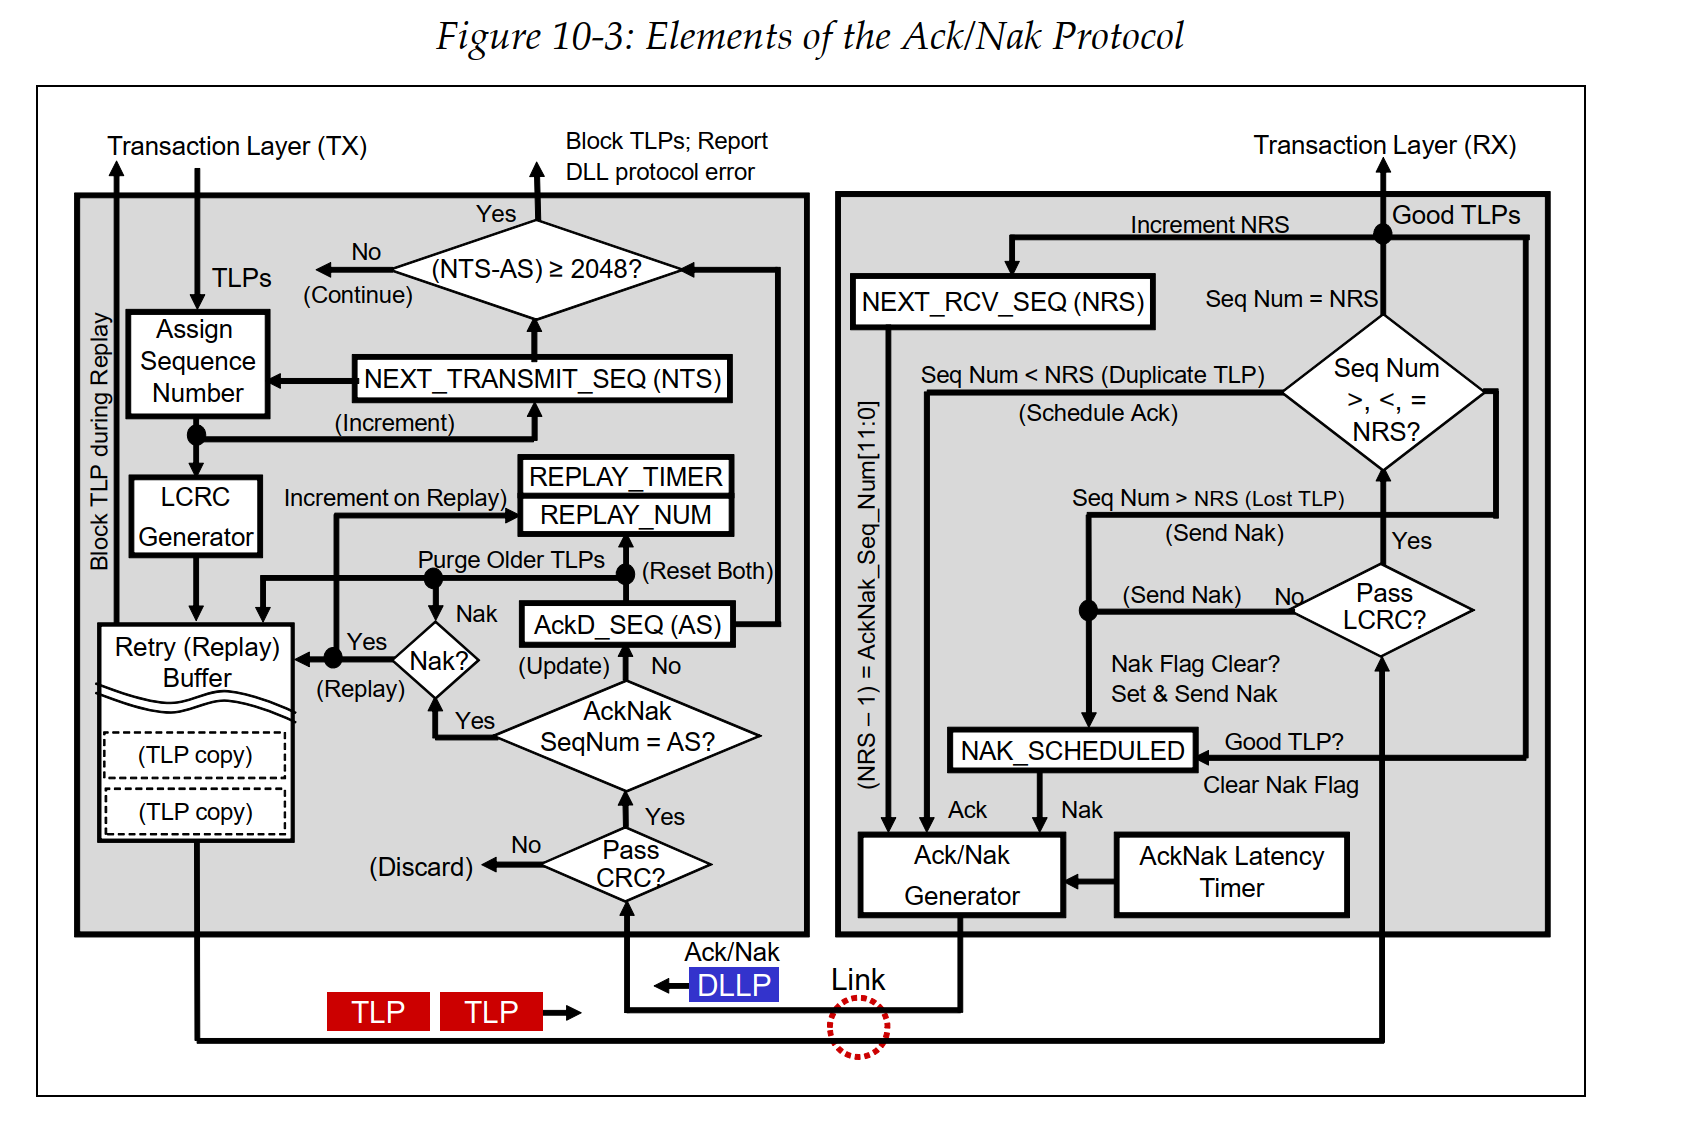 Figure 10-3: Elements of the Ack/Nak Protocol
Transaction Layer (TX)
Block TLPs; Report
DLL protocol error
Yes
No
(NTS-AS) ≥ 2048?
(Continue)
TLPs
Block TLP during Replay
Assign
Sequence
Number
NEXT_TRANSMIT_SEQ (NTS)
(Increment)
LCRC
Generator
REPLAY_TIMER
REPLAY_NUM
Increment on Replay)
Purge Older TLPs
(Reset Both)
Nak
AckD_SEQ (AS)
Retry (Replay)
Buffer
Yes
Nak?
(Replay)
(Update)
No
Yes
AckNak
SeqNum = AS?
(TLP copy)
(TLP copy)
Yes
No
(Discard)
Pass
CRC?
Transaction Layer (RX)
Good TLPs
Increment NRS
NEXT_RCV_SEQ (NRS)
Seq Num = NRS
Seq Num
>, <, =
NRS?
Seq Num < NRS (Duplicate TLP)
(Schedule Ack)
(NRS – 1) = AckNak_Seq_Num[11:0]
Seq Num > NRS (Lost TLP)
(Send Nak)
Yes
(Send Nak)
No
Pass
LCRC?
Nak Flag Clear?
Set & Send Nak
NAK_SCHEDULED
Good TLP?
Clear Nak Flag
Ack
Nak
Ack/Nak
Generator
AckNak Latency
Timer
Ack/Nak
DLLP
Link
TLP
TLP